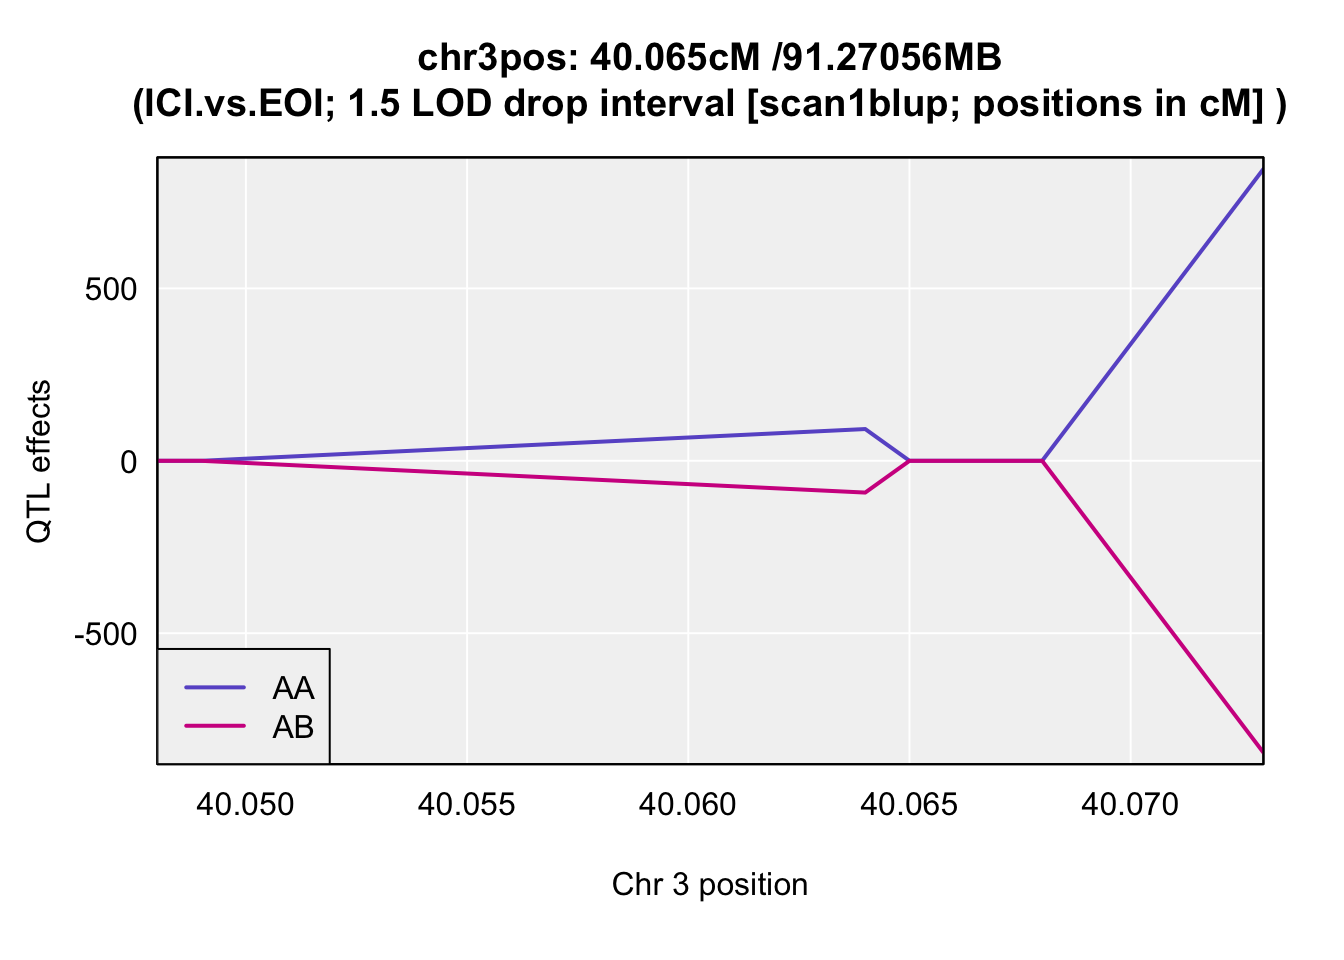 chr3pos: 40.065cM /91.27056MB
(ICI.vs.EOI; 1.5 LOD drop interval [scan1blup; positions in cM] )
500
0
-500
QTL effects
AA
AB
40.050 40.055 40.060 40.065 40.070
Chr 3 position